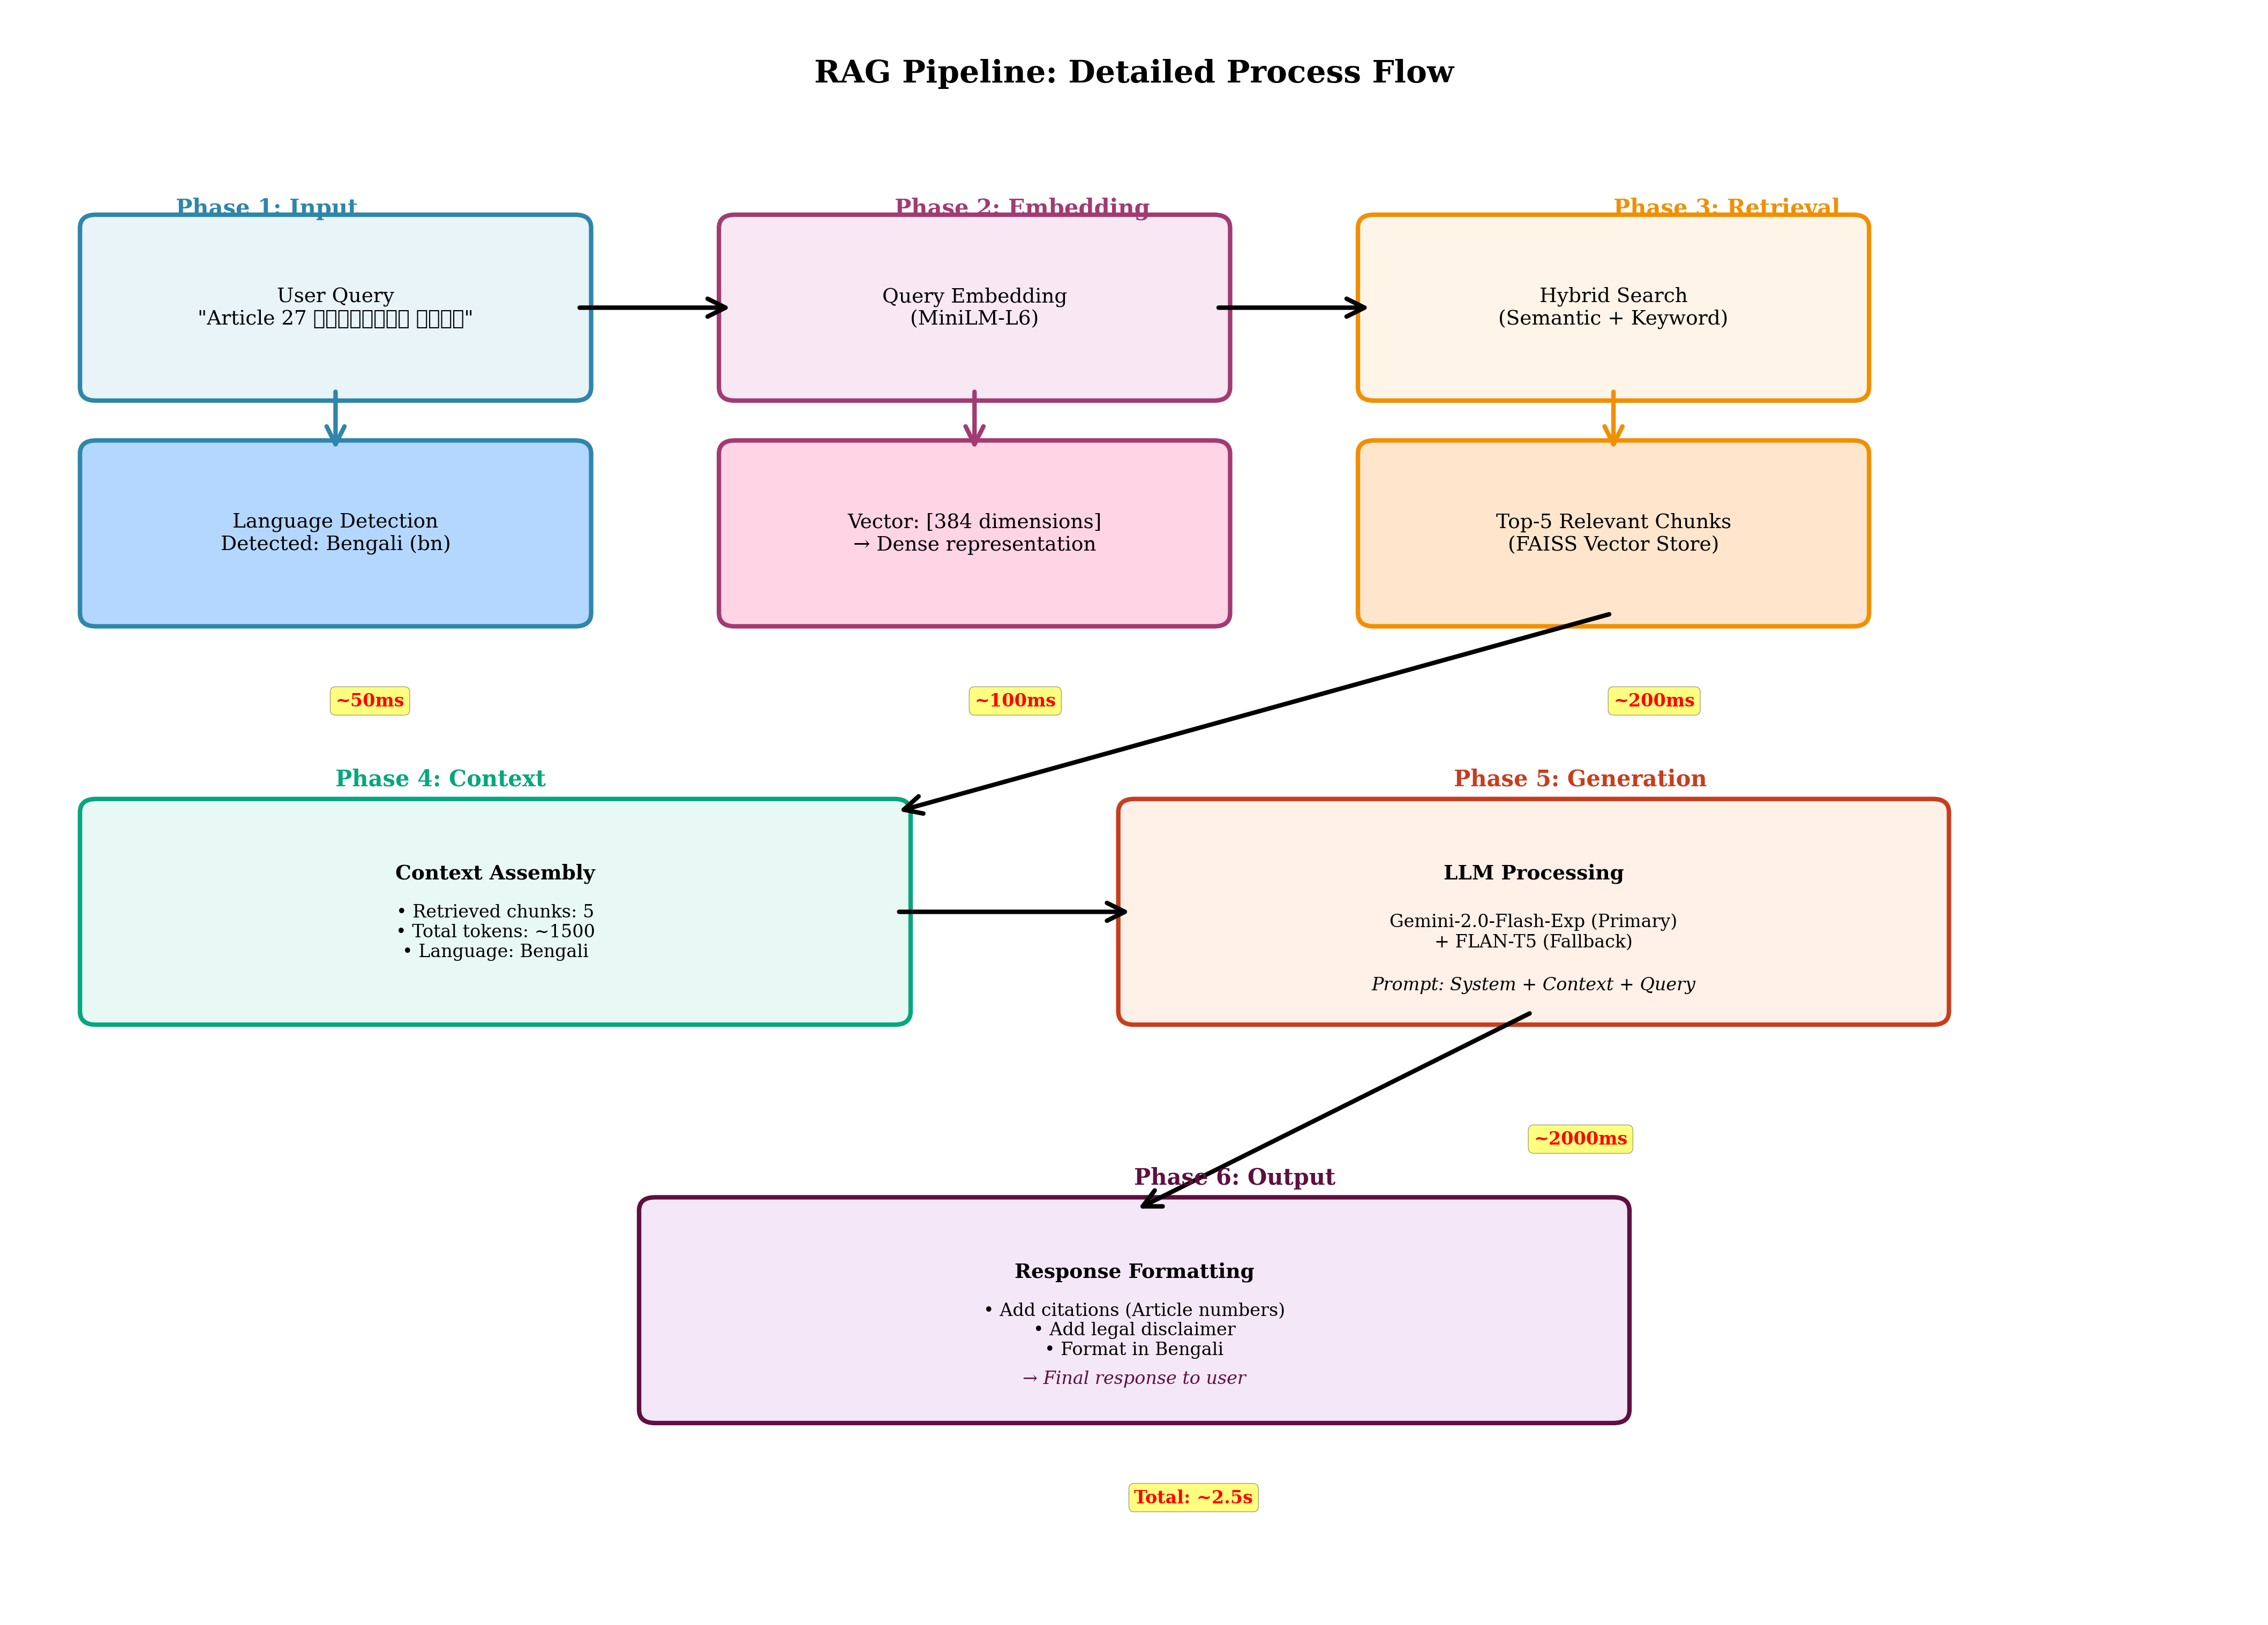 RAG Pipeline: Detailed Process Flow
Phase 1: Input
User Query
"Article 27
Language Detection
Detected: Bengali (bn)
~50ms
Phase 2: Embedding
Query Embedding
(MiniLM-L6)
Vector: [384 dimensions]
→ Dense representation
~100ms
Phase 3: Retrieval
Hybrid Search
(Semantic + Keyword)
Top-5 Relevant Chunks
(FAISS Vector Store)
~200ms
Phase 4: Context
Context Assembly
• Retrieved chunks: 5
• Total tokens: ~1500
• Language: Bengali
Phase 5: Generation
LLM Processing
Gemini-2.0-Flash-Exp (Primary)
+ FLAN-T5 (Fallback)
Prompt: System + Context + Query
~2000ms
Phase 6: Output
Response Formatting
• Add citations (Article numbers)
• Add legal disclaimer
• Format in Bengali
→ Final response to user
Total: ~2.5s